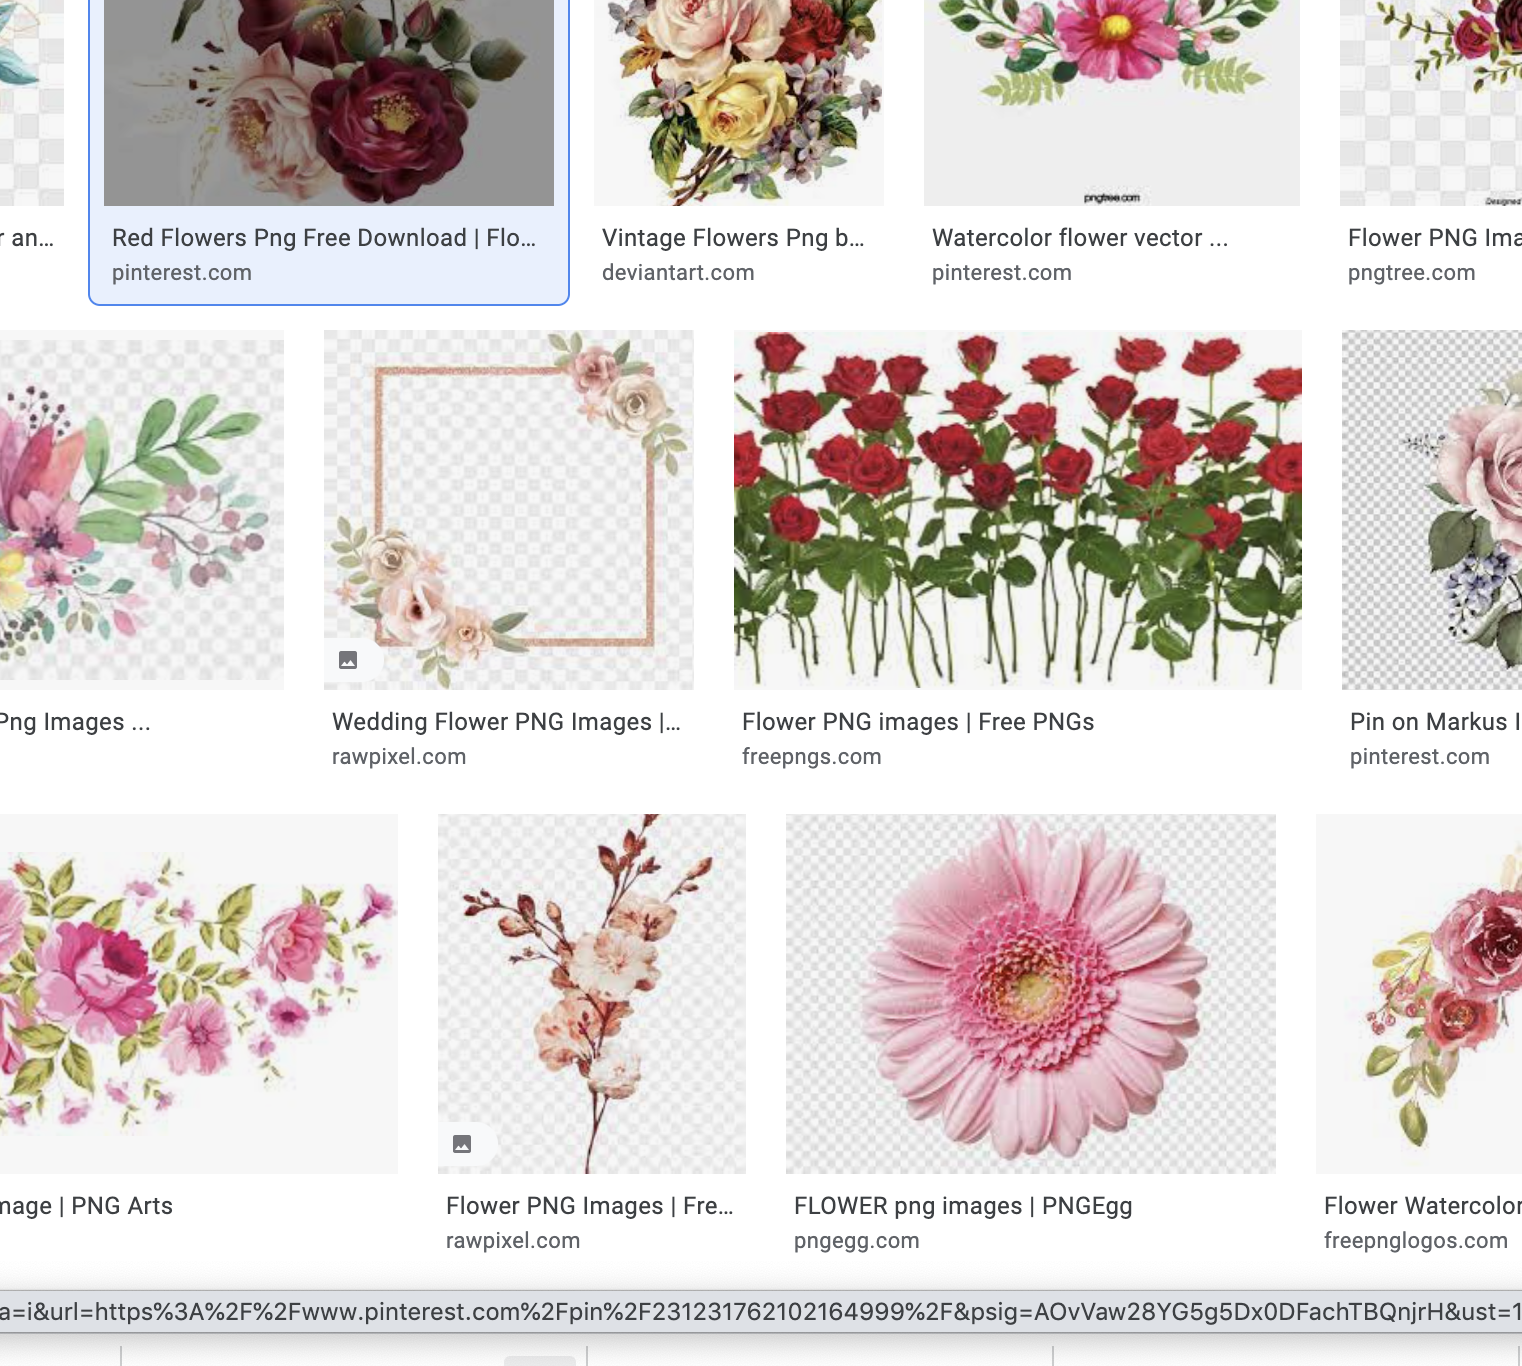 r an...
Red Flowers Png Free Download | Flo...
pinterest.com
Vintage Flowers Png b...
deviantart.com
pngtree.com
Watercolor flower vector ...
pinterest.com
Designed
Flower PNG Ima
pngtree.com
Png Images ...
Wedding Flower PNG Images |...
rawpixel.com
Flower PNG images | Free PNGs
freepngs.com
Pin on Markus I
pinterest.com
mage | PNG Arts
Flower PNG Images | Fre...
rawpixel.com
FLOWER png images | PNGEgg
pngegg.com
Flower Watercolor
freepnglogos.com
a=i&url=https%3A%2F%2Fwww.pinterest.com%2Fpin%2F231231762102164999%2F&psig=AOvVaw28YG5g5Dx0DFachTBQnjrH&ust=1